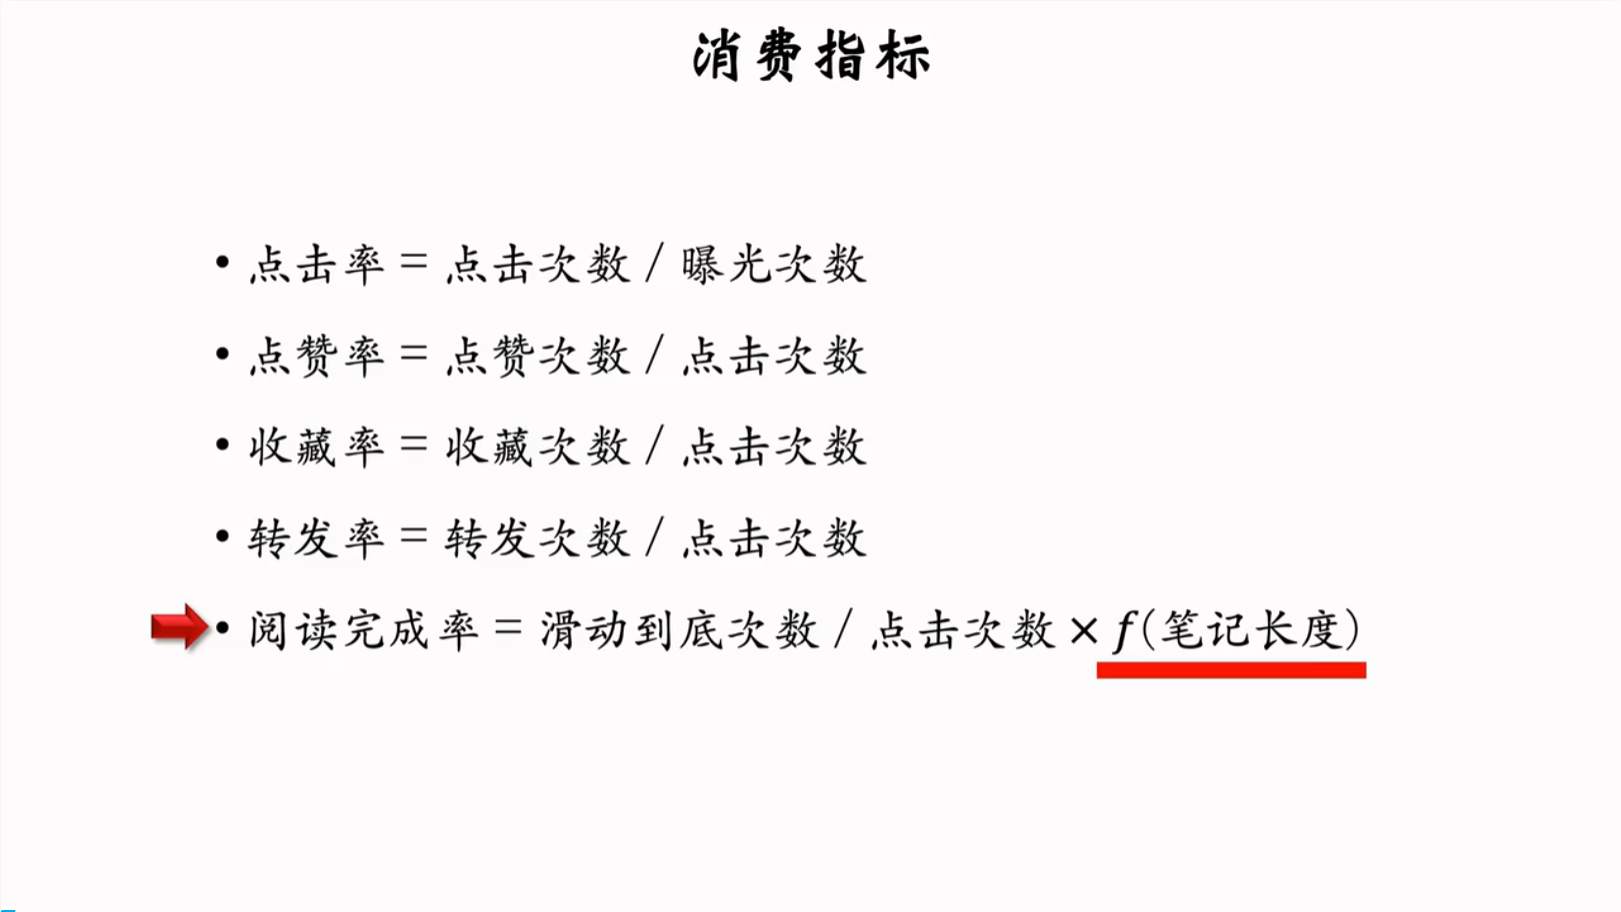 消费指标
• 点击率 = 点击次数 / 曝光次数
• 点赞率 = 点赞次数 / 点击次数
• 收藏率 = 收藏次数 / 点击次数
• 转发率 = 转发次数 / 点击次数
• 阅读完成率 = 滑动到底次数 / 点击次数 × f(笔记长度)